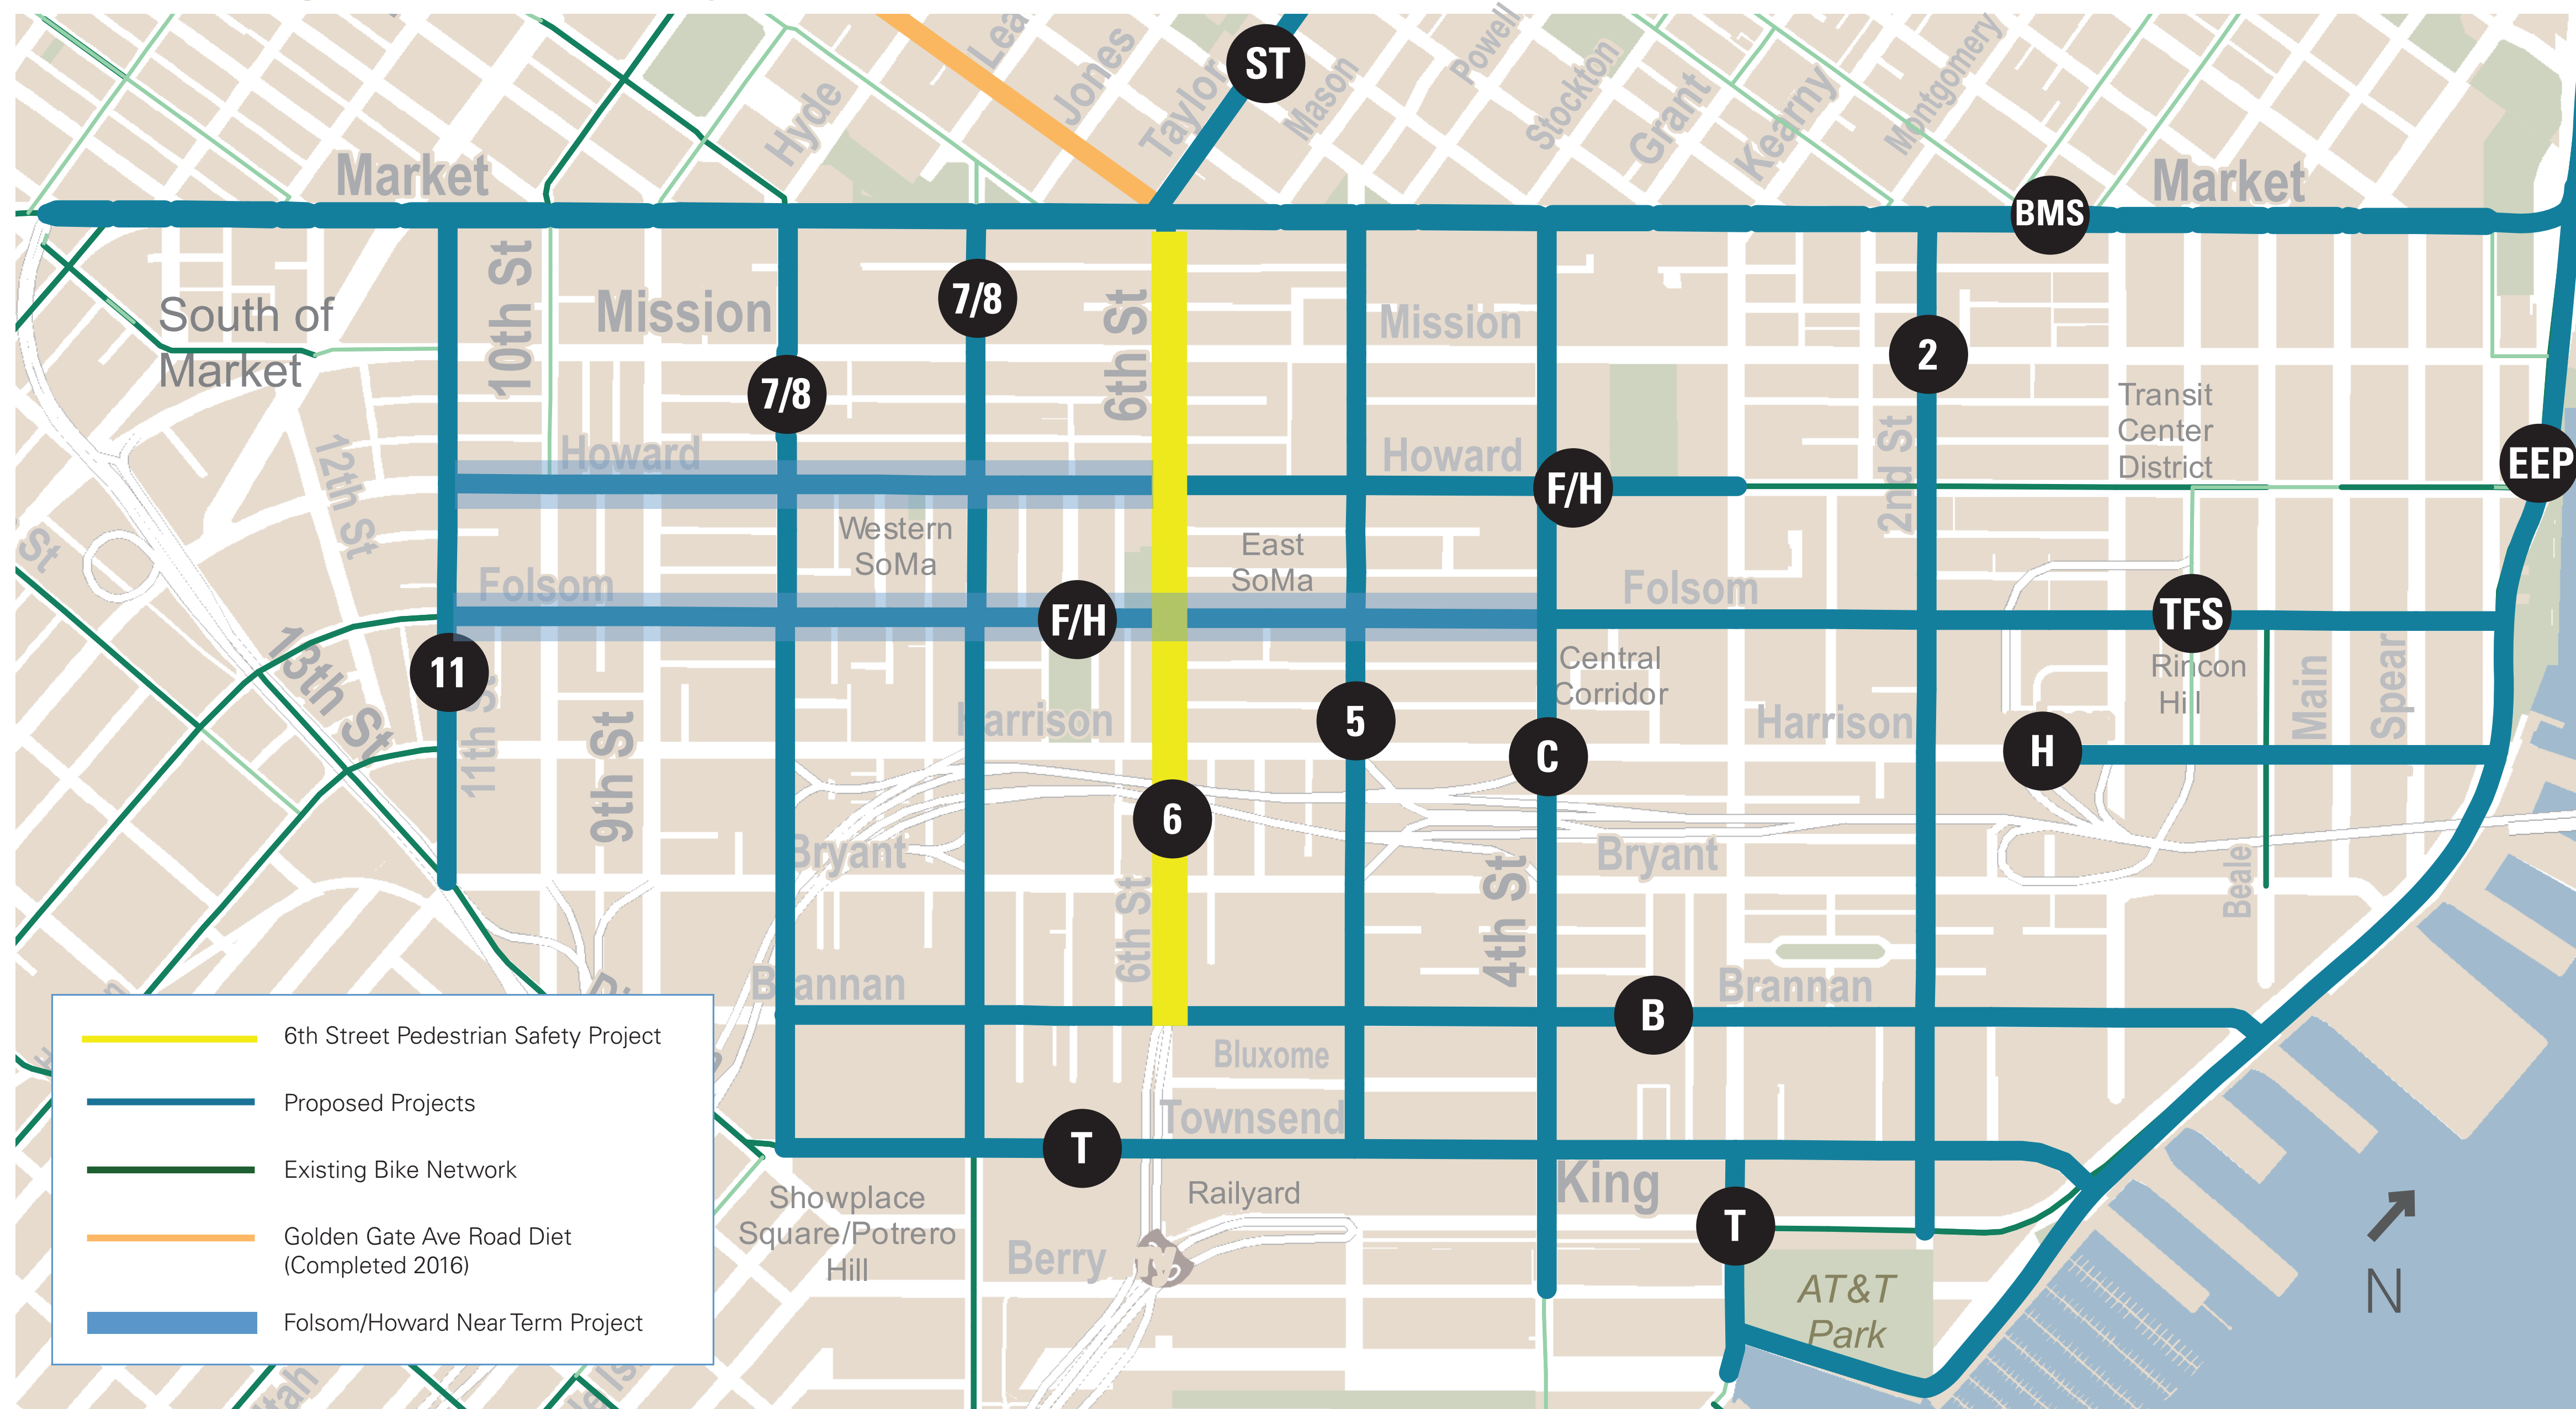 Jones
Taylor
ST
Mason
Powell
Stockton
Grant
Kearny
Montgomery
Hyde
Market
Market
BMS
10th St
South of
Market
Mission
7/8
7/8
6th St
Mission
2
Transit
Center
District
Howard
Howard
F/H
2nd St
EEP
12th St
St
Western
SoMa
East
SoMa
Folsom
F/H
Folsom
TFS
Rincon
Hill
Main
Spear
13th St
11
11th St
9th St
Harrison
5
Central
Corridor
C
Harrison
H
6
Bryant
Bryant
Beale
6th St
4th St
Brannan
B
Brannan
Bluxome
Townsend
T
King
Showplace
Square/Potrero
Hill
Railyard
Berry
T
AT&T
Park
N
6th Street Pedestrian Safety Project
Proposed Projects
Existing Bike Network
Golden Gate Ave Road Diet
(Completed 2016)
Folsom/Howard Near Term Project